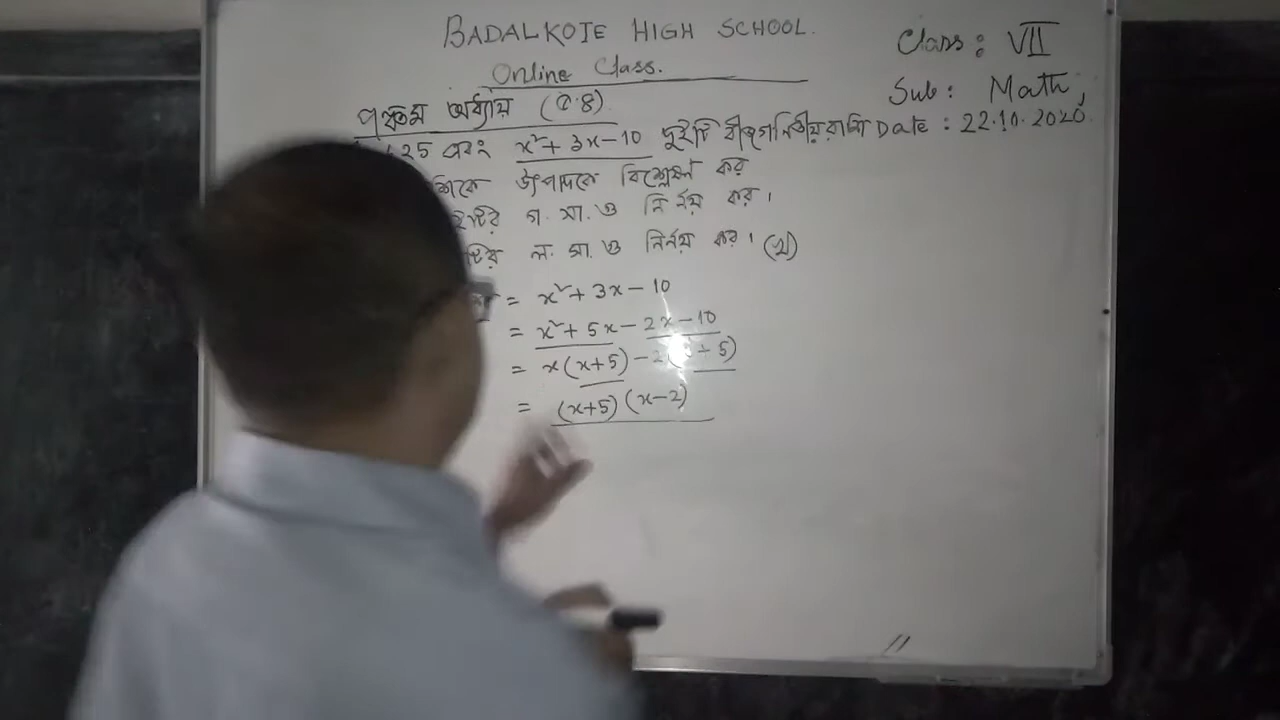 BADALKOTE HIGH SCHOOL.
Online Class.
Class: VII
Sub: Math,
Date: 22.10.2020
পঞ্চম অধ্যায় (৫.৪)
25 এবং x² + 3x - 10 দুইটি বীজগণিতীয় রাশি
উৎপাদকে বিশ্লেষণ কর
গ. সা. গু নির্ণয় কর।
ল. সা. গু নির্ণয় কর। (খ)
= x² + 3x - 10
= x² + 5x - 2x - 10
= x(x+5) - 2( + 5)
= (x+5)(x-2)